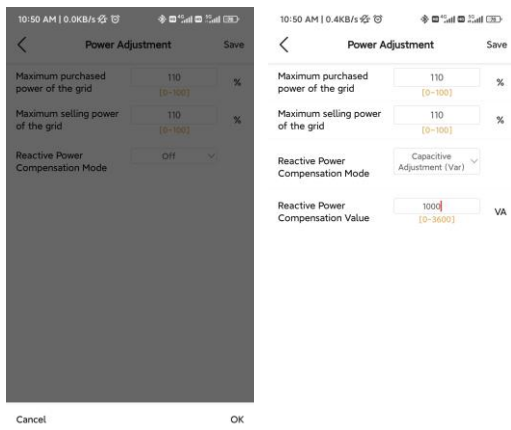 10:50 AM | 0.0KB/s
Power Adjustment
Save
Maximum purchased
power of the grid
110
%
[0~100]
Maximum selling power
of the grid
110
%
[0~100]
Reactive Power
Compensation Mode
Off
Cancel
OK
10:50 AM | 0.4KB/s
Power Adjustment
Save
Maximum purchased
power of the grid
110
%
[0~100]
Maximum selling power
of the grid
110
%
[0~100]
Reactive Power
Compensation Mode
Capacitive
Adjustment (Var)
Reactive Power
Compensation Value
1000
VA
[0~3600]